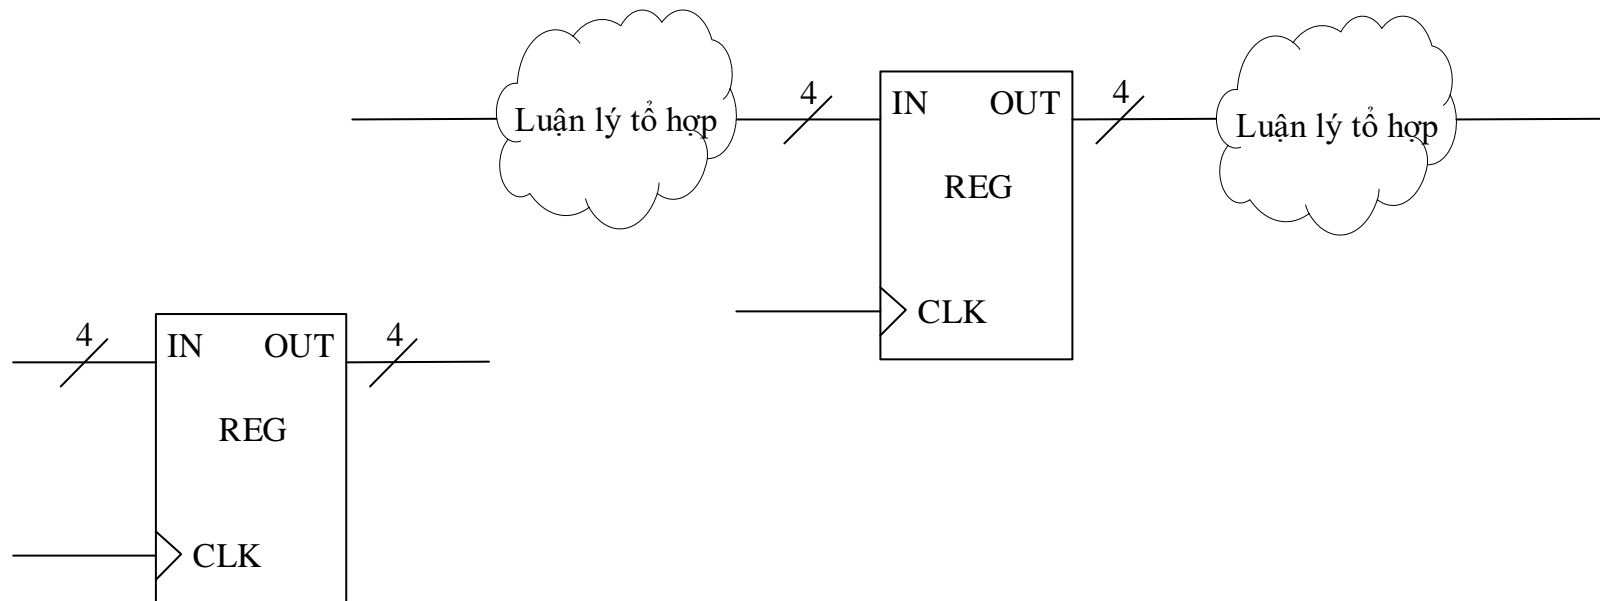 4
4
IN OUT
Luận lý tổ hợp
Luận lý tổ hợp
REG
CLK
4
4
IN OUT
REG
CLK